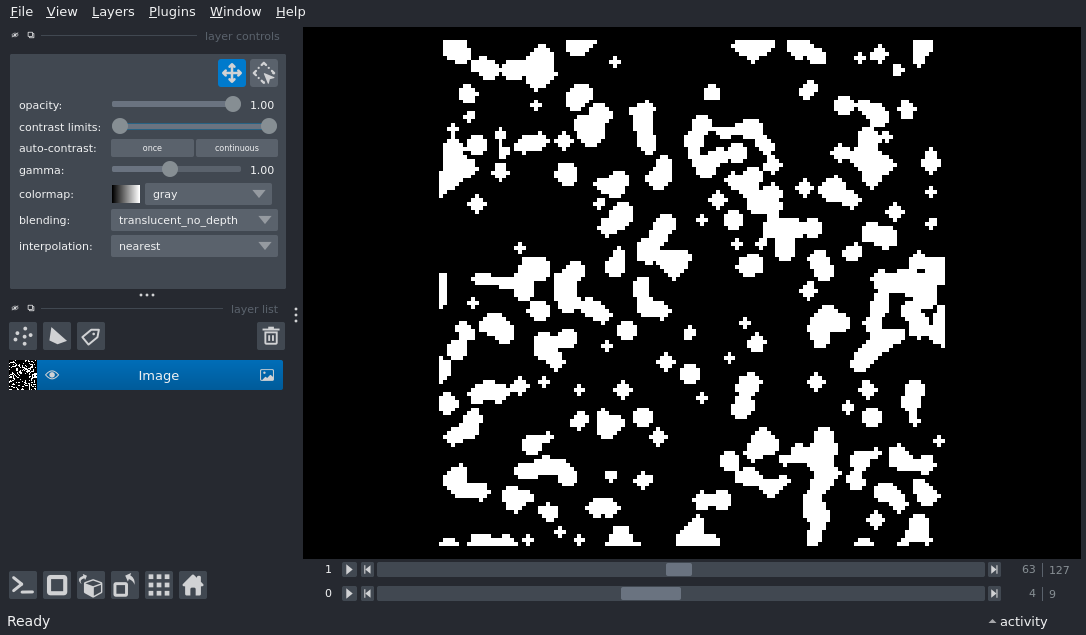 File View Layers Plugins Window Help
layer controls
opacity: 1.00
contrast limits:
auto-contrast: once continuous
gamma: 1.00
colormap: gray
blending: translucent_no_depth
interpolation: nearest
layer list
Image
1 63 127
0 4 9
Ready activity